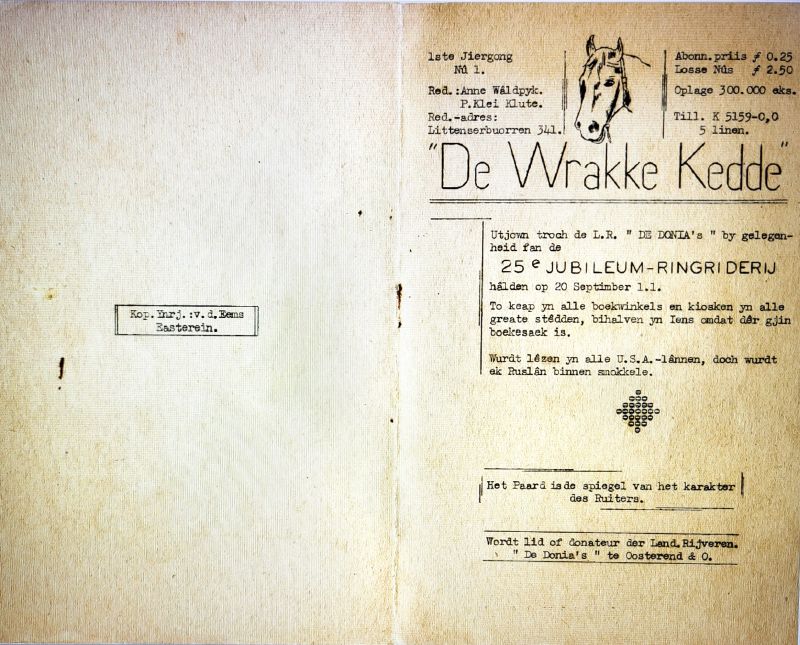 Kop.Ynrj.:v.d.Eems
Easterein.
1ste Jiergong
Nû 1.
Red.:Anne Wâldpyk.
P.Klei Klute.
Red.-adres:
Littenserbuorren 341.
Abonn.priis ƒ 0.25
Losse Nûs ƒ 2.50
Oplage 300.000 eks.
Till. K 5159-0,0
5 linen.
"De Wrakke Kedde"
Utjown troch de L.R. " DE DONIA's " by gelegen-
heid fan de
25e JUBILEUM-RINGRIDERIJ
hâlden op 20 Septimber 1.1.
To keap yn alle boekwinkels en kiosken yn alle
greate stêdden, bihalven yn Iens omdat dêr gjin
boekesaek is.
Wurdt lêzen yn alle U.S.A.-lânnen, doch wurdt
ek Ruslân binnen smokkele.
Het Paard is de spiegel van het karakter
des Ruiters.
Wordt lid of donateur der Land.Rijveren.
" De Donia's " te Oosterend & O.